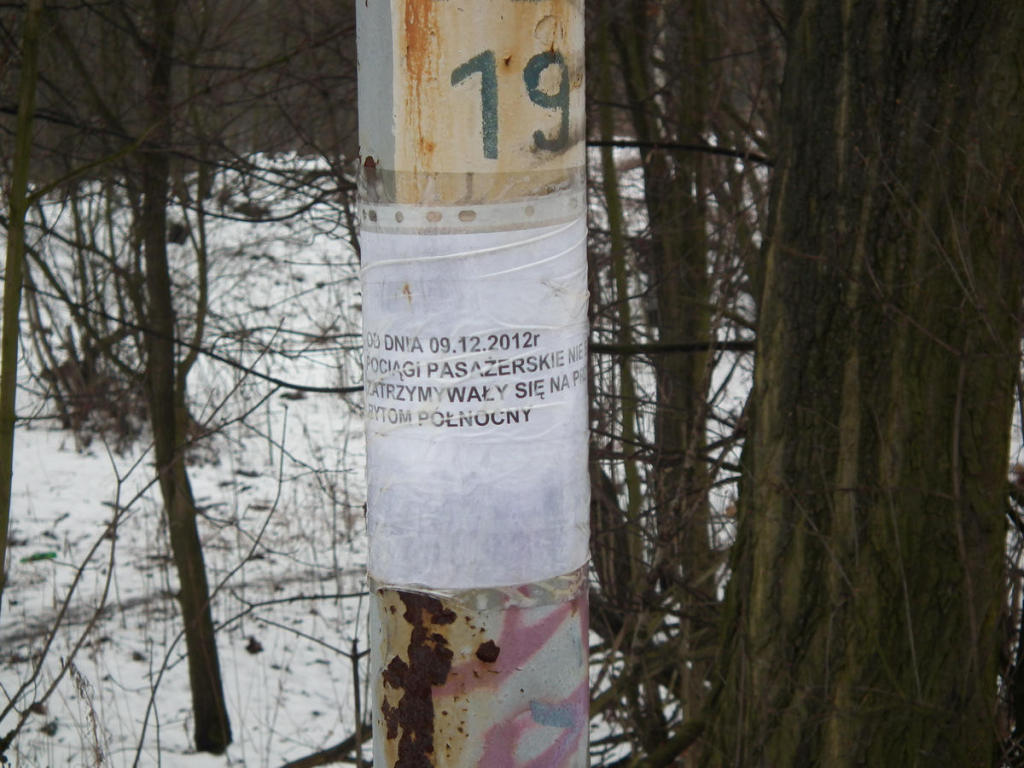 19
OD DNIA 09.12.2012r
POCIĄGI PASAŻERSKIE NIE
ZATRZYMYWAŁY SIĘ NA
BYTOM PÓŁNOCNY